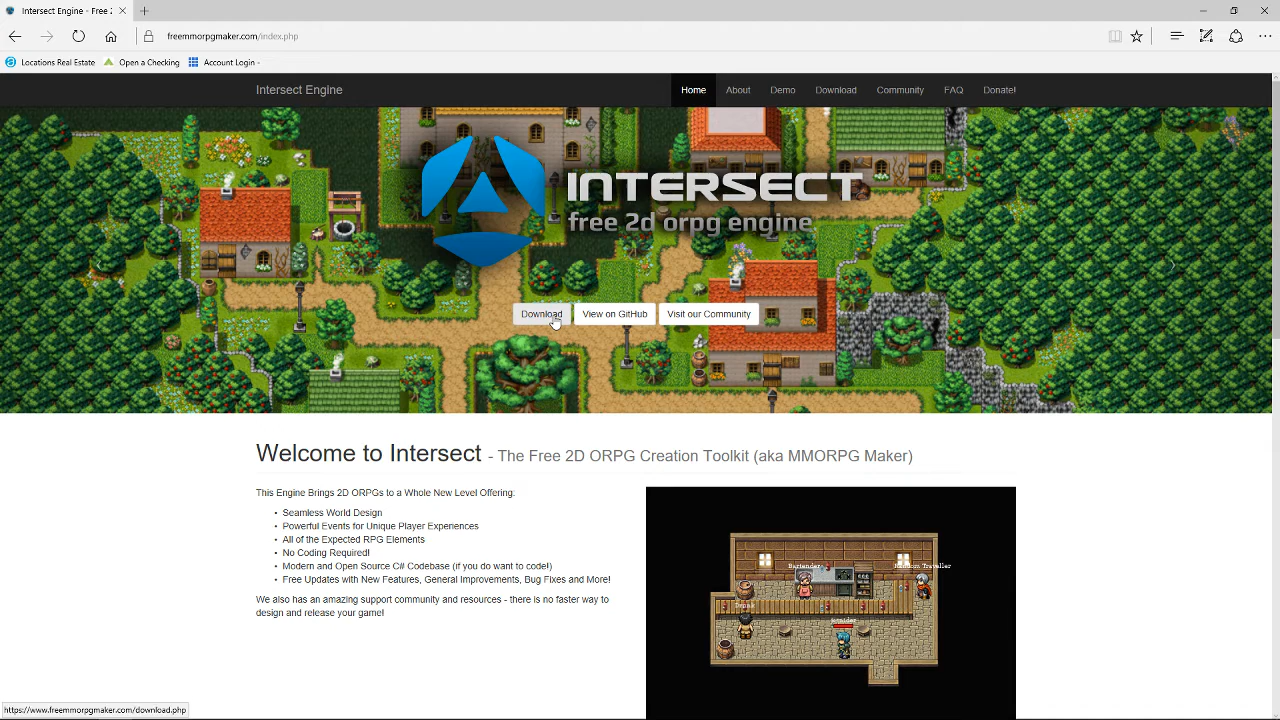 Intersect Engine - Free 2
freemmorpgmaker.com/index.php
Locations Real Estate
Open a Checking
Account Login -
Intersect Engine
Home
About
Demo
Download
Community
FAQ
Donate!
INTERSECT
free 2d orpg engine
Download
View on GitHub
Visit our Community
Welcome to Intersect - The Free 2D ORPG Creation Toolkit (aka MMORPG Maker)
This Engine Brings 2D ORPGs to a Whole New Level Offering:
• Seamless World Design
• Powerful Events for Unique Player Experiences
• All of the Expected RPG Elements
• No Coding Required!
• Modern and Open Source C# Codebase (if you do want to code!)
• Free Updates with New Features, General Improvements, Bug Fixes and More!
We also has an amazing support community and resources - there is no faster way to
design and release your game!
Bartender
Random Traveller
Drunk
jcsnider
https://www.freemmorpgmaker.com/download.php